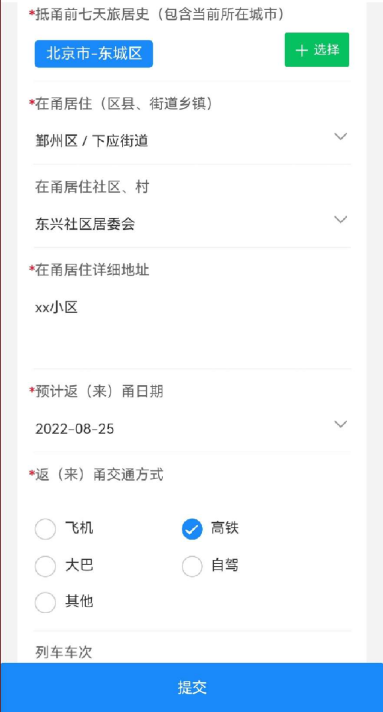 *抵甬前七天旅居史（包含当前所在城市）
北京市-东城区
+ 选择
*在甬居住（区县、街道乡镇）
鄞州区 / 下应街道
在甬居住社区、村
东兴社区居委会
*在甬居住详细地址
xx小区
*预计返（来）甬日期
2022-08-25
*返（来）甬交通方式
飞机
高铁
大巴
自驾
其他
列车车次
提交